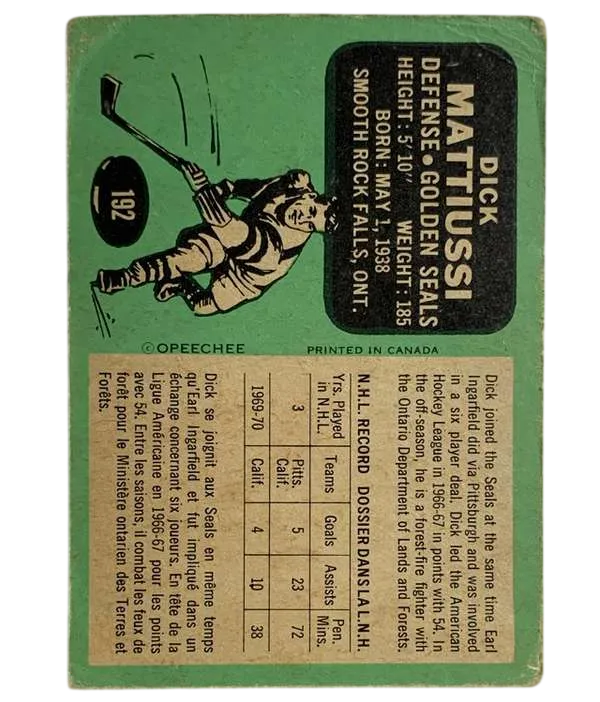 DICK
MATTIUSSI
DEFENSE • GOLDEN SEALS
HEIGHT: 5' 10" WEIGHT: 185
BORN: MAY 1, 1938
SMOOTH ROCK FALLS, ONT.
192
© OPEECHEE
PRINTED IN CANADA
Dick joined the Seals at the same time Earl
Ingarfield did via Pittsburgh and was involved
in a six player deal. Dick led the American
Hockey League in 1966-67 in points with 54. In
the off-season, he is a forest-fire fighter with
the Ontario Department of Lands and Forests.
N.H.L. RECORD DOSSIER DANS LA L.N.H.
Yrs. Played in N.H.L. Teams Goals Assists Pen. Mins.
3 Pitts. Calif. 5 23 72
1969-70 Calif. 4 10 38
Dick se joignit aux Seals en même temps
qu'Earl Ingarfield et fut impliqué dans un
échange concernant six joueurs. En tête de la
Ligue Américaine en 1966-67 pour les points
avec 54. Entre les saisons, il combat les feux de
forêt pour le Ministère ontarien des Terres et
Forêts.